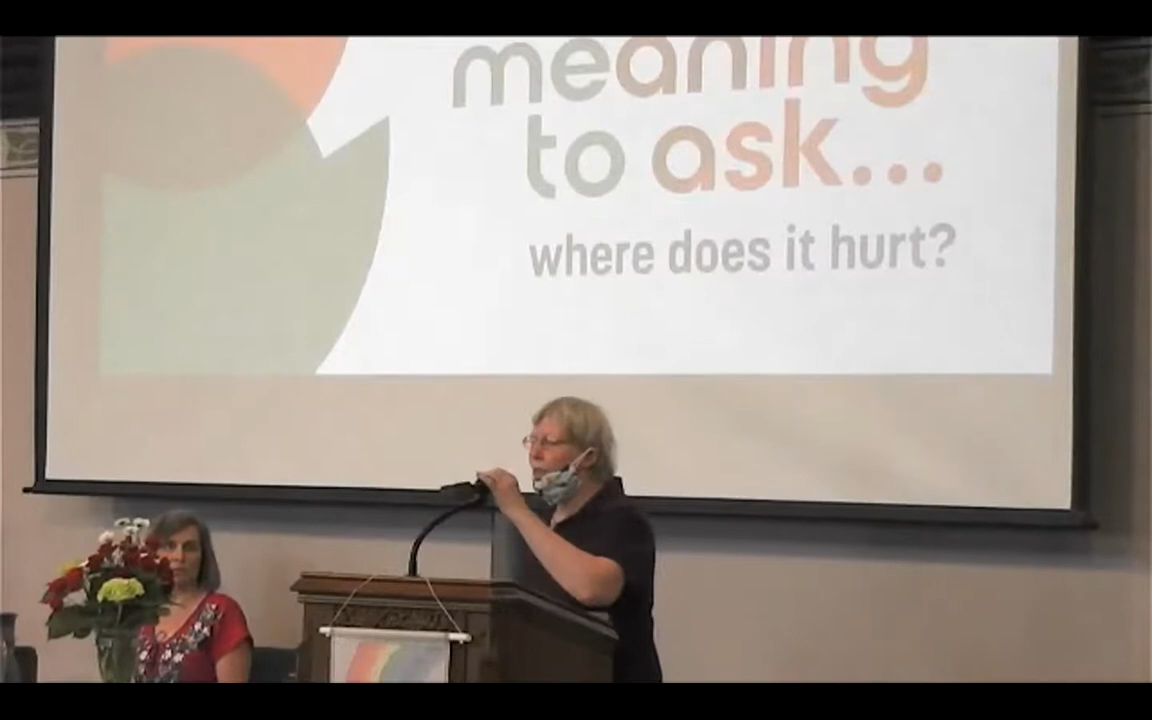 meaning
to ask...
where does it hurt?